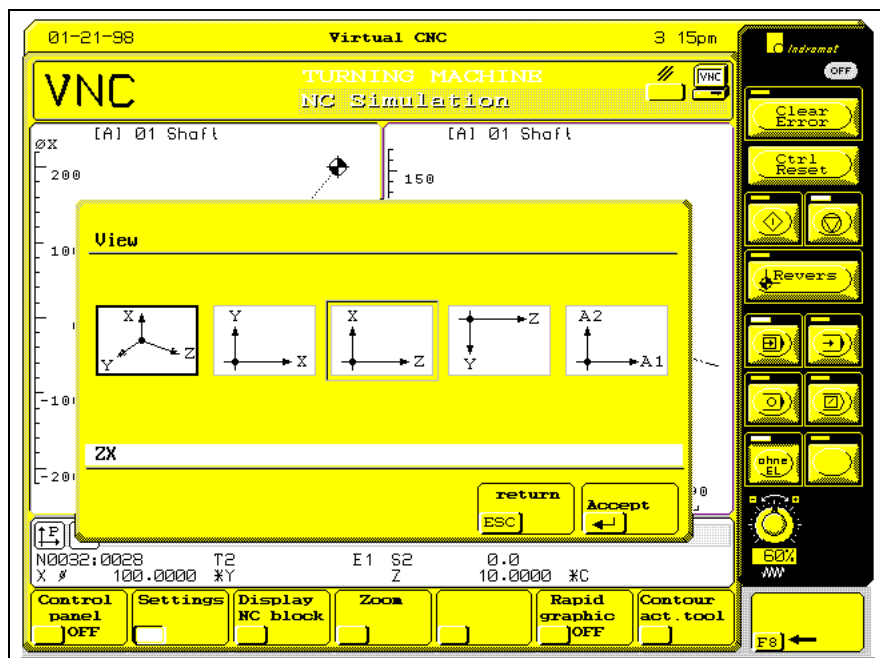 01-21-98 Virtual CNC 3 15pm
VNC
TURNING MACHINE
NC Simulation
VNC
[A] 01 Shaft
[A] 01 Shaft
øX
200
150
View
X Y Z
Y X
X Z
Z Y
A2 A1
-100
ZX
-200
return
ESC
Accept
P
N0032:0028 T2 E1 S2 0.0
X ø 100.0000 *Y Z 10.0000 *C
Control panel OFF
Settings
Display NC block
Zoom
Rapid graphic OFF
Contour act.tool
Indramat
OFF
Clear Error
Ctrl Reset
Revers
ohne EL
- +
60%
F8